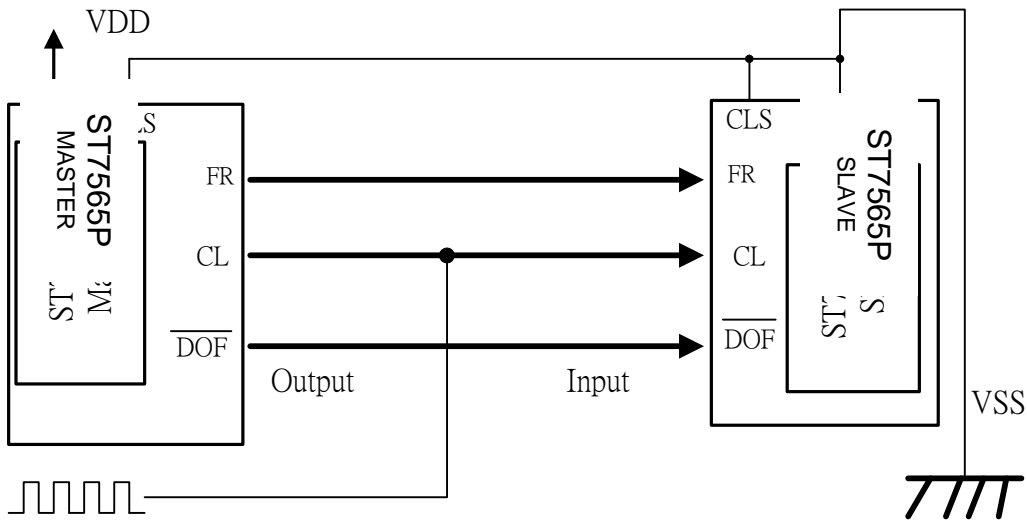 VDD
CLS
ST7565P
MASTER
ST7565P
SLAVE
FR
FR
CL
CL
DOF
DOF
Output
Input
VSS